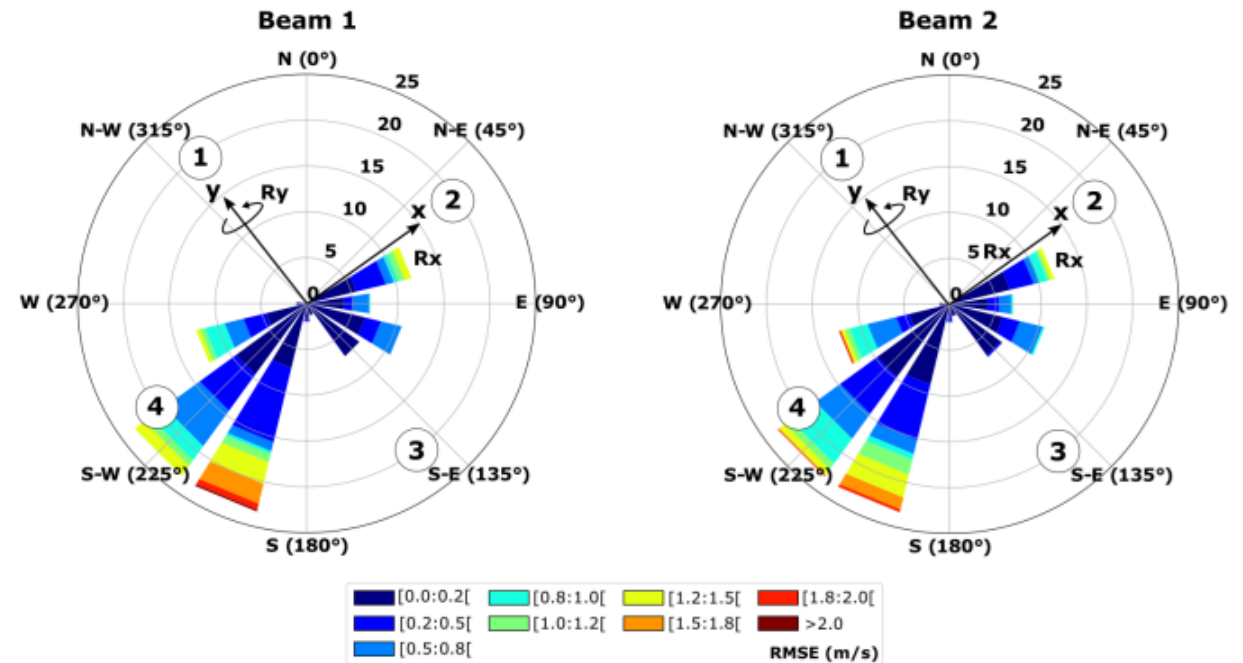 Beam 1
N (0°)
25
N-W (315°)
20
N-E (45°)
1
15
y
Ry
2
10
x
5
Rx
W (270°)
0
E (90°)
4
3
S-W (225°)
S-E (135°)
S (180°)
Beam 2
N (0°)
25
N-W (315°)
20
N-E (45°)
1
15
y
Ry
2
10
x
5 Rx
Rx
W (270°)
0
E (90°)
4
3
S-W (225°)
S-E (135°)
S (180°)
[0.0:0.2[ [0.8:1.0[ [1.2:1.5[ [1.8:2.0[
[0.2:0.5[ [1.0:1.2[ [1.5:1.8[ >2.0
[0.5:0.8[ RMSE (m/s)